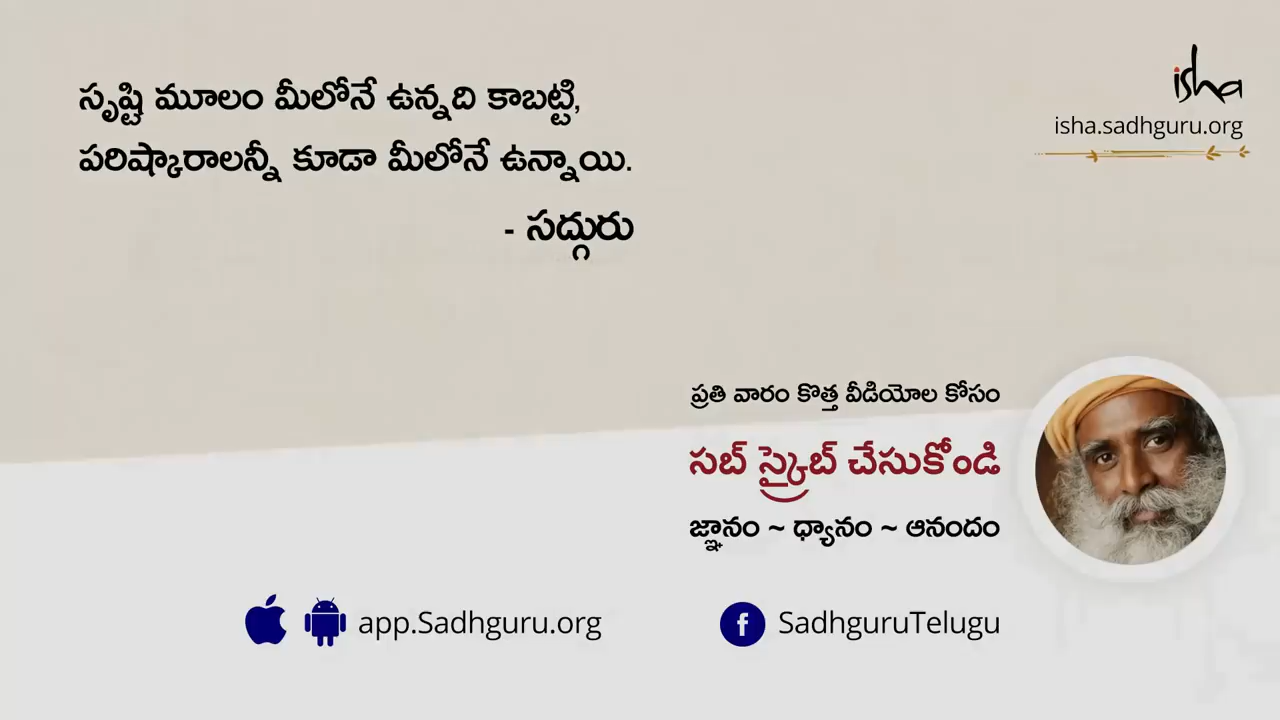 సృష్టి మూలం మీలోనే ఉన్నది కాబట్టి,
పరిష్కారాలన్నీ కూడా మీలోనే ఉన్నాయి.
- సద్గురు
isha
isha.sadhguru.org
ప్రతి వారం కొత్త వీడియోల కోసం
సబ్ స్క్రైబ్ చేసుకోండి
జ్ఞానం ~ ధ్యానం ~ ఆనందం
app.Sadhguru.org
SadhguruTelugu